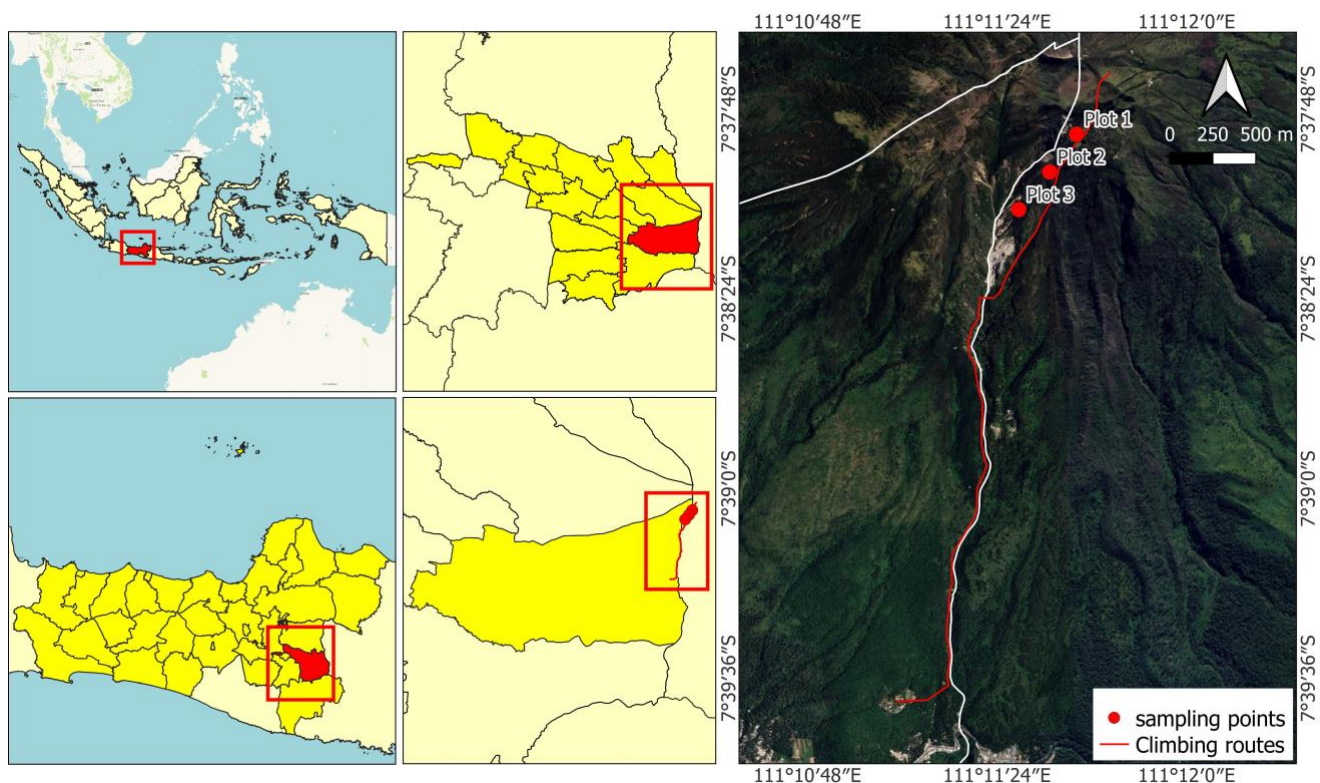 111°10′48″E
111°11′24″E
111°12′0″E
7°37′48″S
7°38′24″S
7°39′0″S
7°39′36″S
0 250 500 m
Plot 1
Plot 2
Plot 3
7°37′48″S
7°38′24″S
7°39′0″S
7°39′36″S
sampling points
Climbing routes
111°10′48″E
111°11′24″E
111°12′0″E